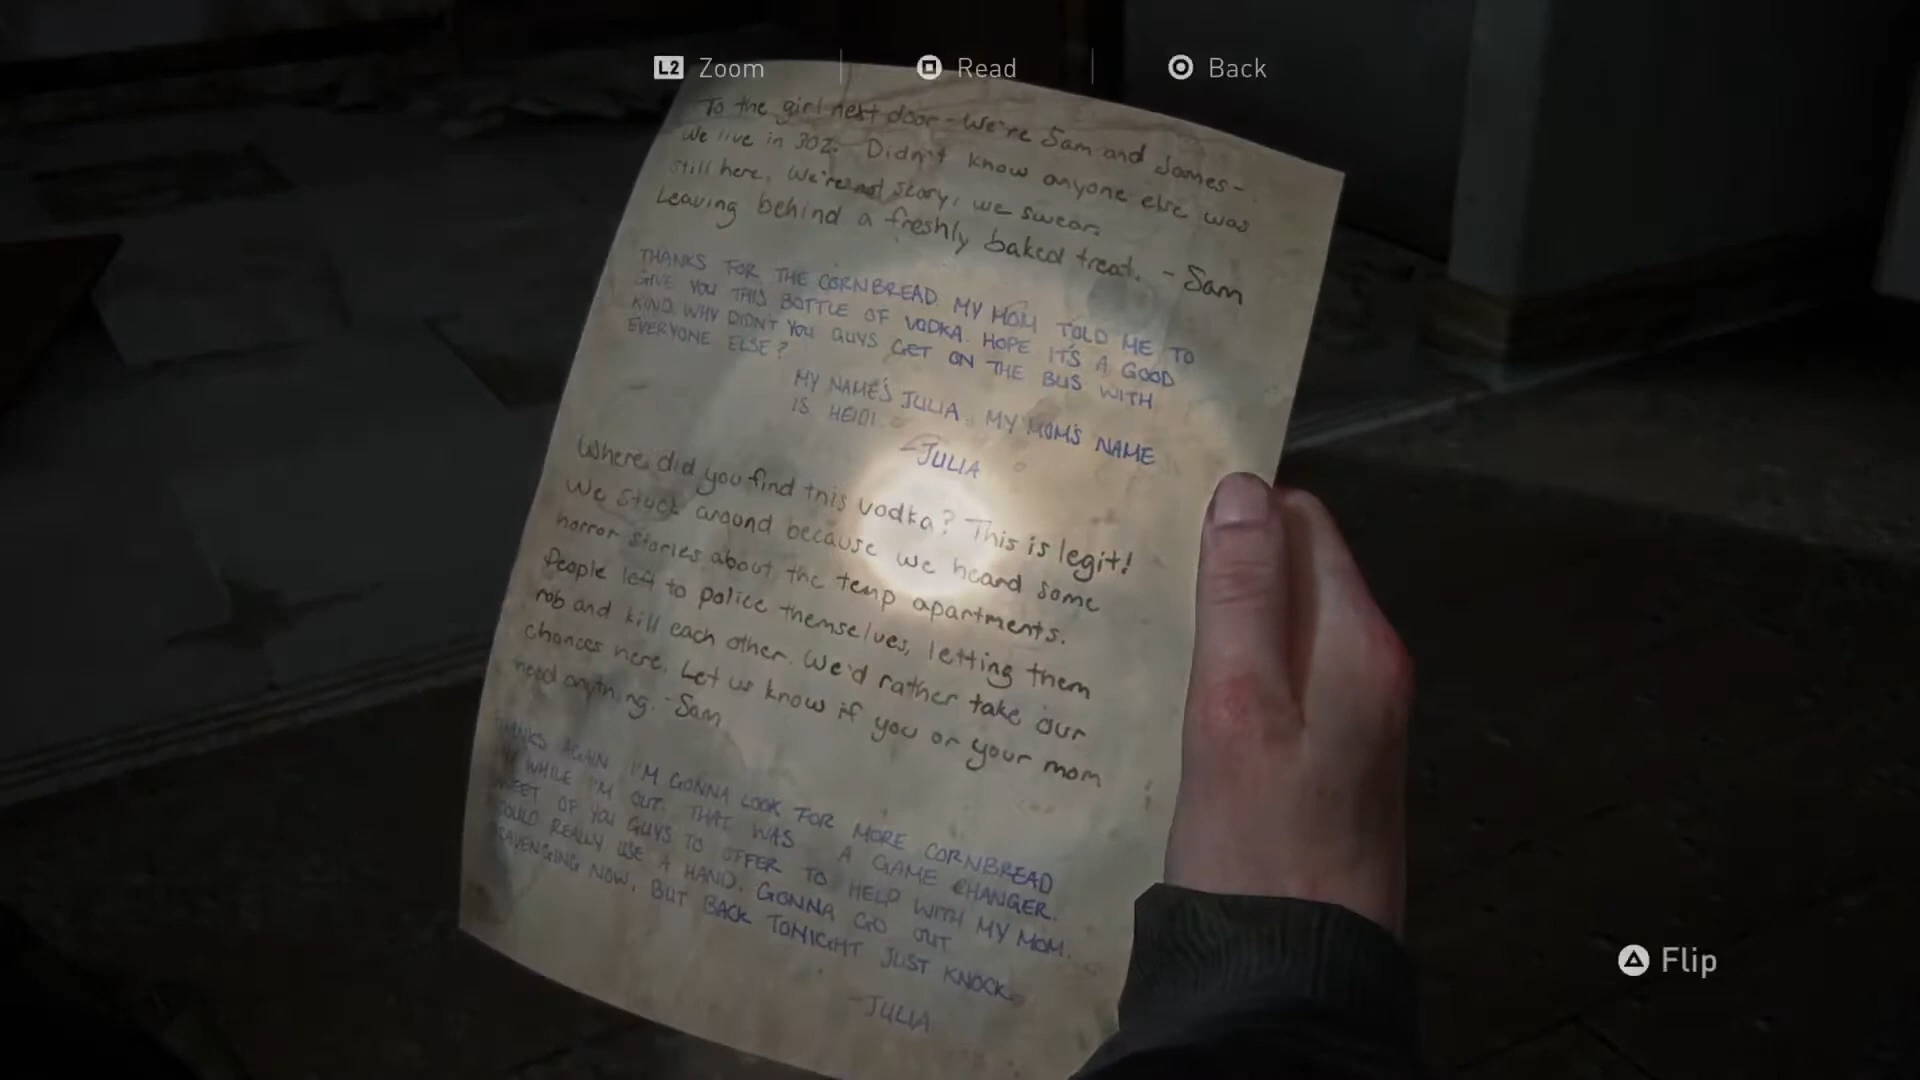 L2 Zoom
Read
Back
To the girl next door - We're Sam and James -
We live in 302. Didn't know anyone else was
still here. We're not scary, we swear.
Leaving behind a freshly baked treat. - Sam
THANKS FOR THE CORNBREAD. MY MOM TOLD ME TO
GIVE YOU THIS BOTTLE OF VODKA. HOPE IT'S A GOOD
KIND. WHY DIDN'T YOU GUYS GET ON THE BUS WITH
EVERYONE ELSE?
MY NAME'S JULIA. MY MOM'S NAME
IS HEIDI.
-JULIA
Where did you find this vodka? This is legit!
We stuck around because we heard some
horror stories about the temp apartments.
People left to police themselves, letting them
rob and kill each other. We'd rather take our
chances here. Let us know if you or your mom
need anything. -Sam
AGAIN I'M GONNA LOOK FOR MORE CORNBREAD
WHILE I'M OUT. THAT WAS A GAME CHANGER.
OF YOU GUYS TO OFFER TO HELP WITH MY MOM.
COULD REALLY USE A HAND. GONNA GO OUT
SCAVENGING NOW, BUT BACK TONIGHT JUST KNOCK.
-JULIA
Flip